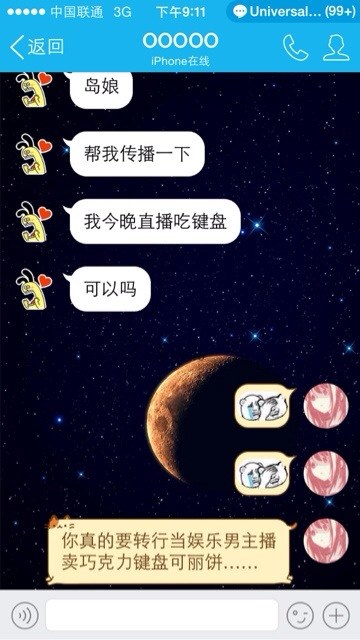 中国联通 3G 下午9:11 Universal... (99+)
返回 OOOOO
iPhone在线
岛娘
帮我传播一下
我今晚直播吃键盘
可以吗
你真的要转行当娱乐男主播
卖巧克力键盘可丽饼......